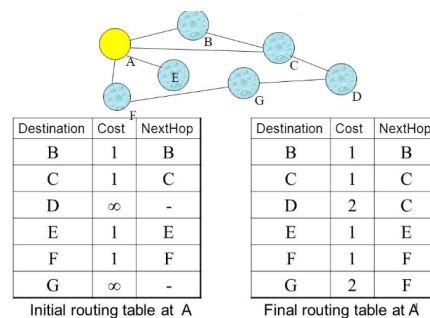 B
A
C
E
D
G
F
Destination Cost NextHop
B 1 B
C 1 C
D ∞ -
E 1 E
F 1 F
G ∞ -
Initial routing table at A
Destination Cost NextHop
B 1 B
C 1 C
D 2 C
E 1 E
F 1 F
G 2 F
Final routing table at A